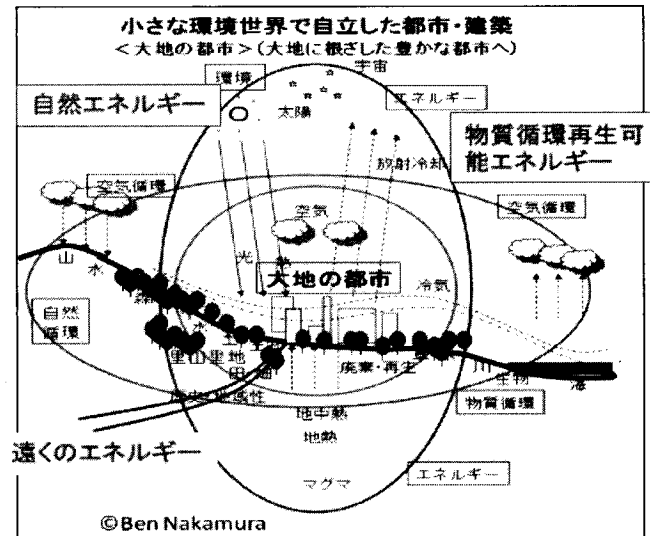 小さな環境世界で自立した都市・建築
＜大地の都市＞(大地に根ざした豊かな都市へ)
宇宙
環境
エネルギー
自然エネルギー
太陽
物質循環再生可
能エネルギー
放射冷却
空気循環
空気
空気循環
山
水
光
熱
大地の都市
冷気
森
自然
循環
水
土
里山里地
田
畑
廃棄・再生
川
生物
海
地域性
物質循環
地中熱
地熱
遠くのエネルギー
エネルギー
マグマ
©Ben Nakamura